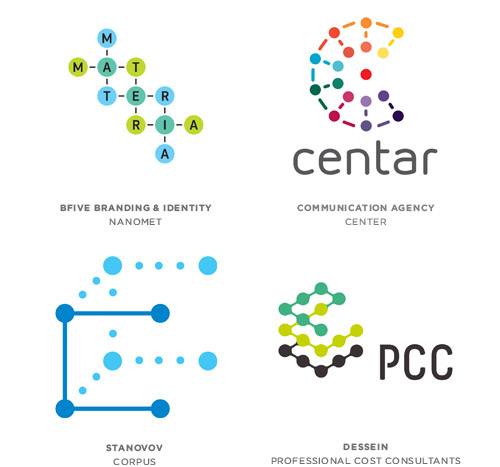 M
M A T
T E R
R I A
A
centar
BFIVE BRANDING & IDENTITY
NANOMET
COMMUNICATION AGENCY
CENTER
PCC
STANOVOV
CORPUS
DESSEIN
PROFESSIONAL COST CONSULTANTS